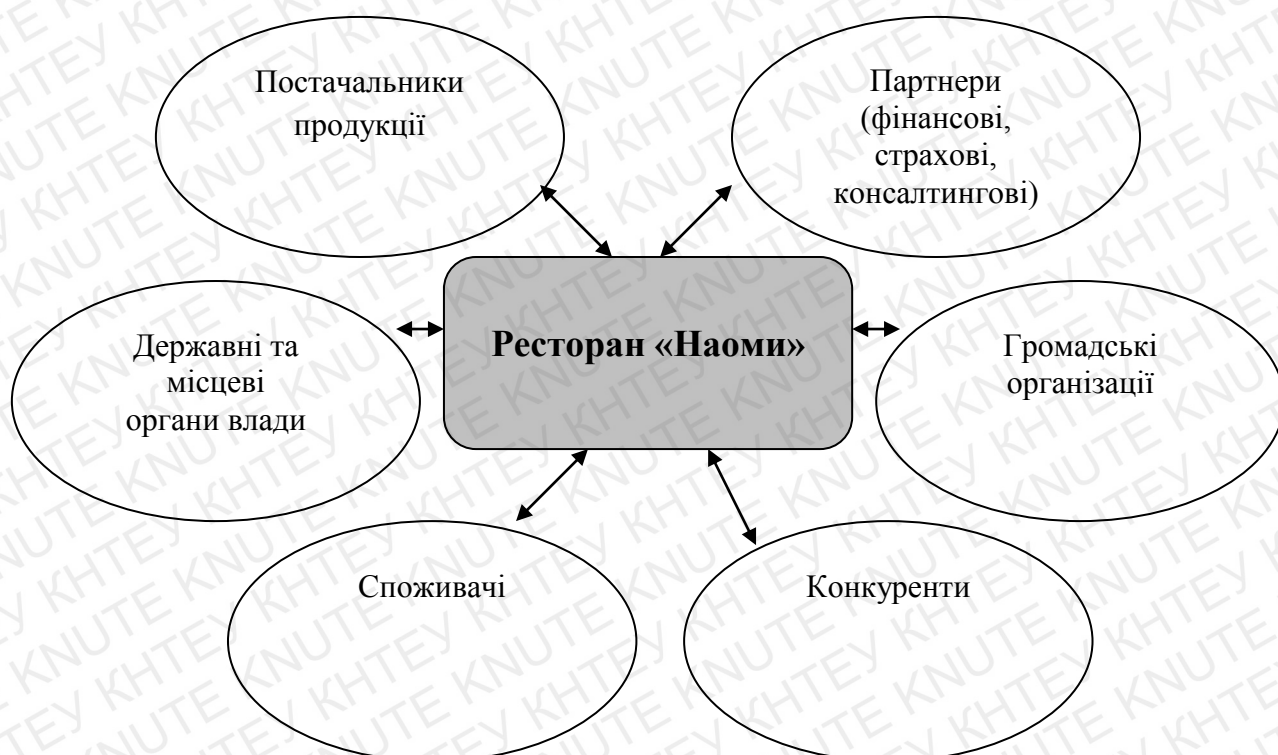 Постачальники
продукції
Партнери
(фінансові,
страхові,
консалтингові)
Державні та
місцеві
органи влади
Ресторан «Наоми»
Громадські
організації
Споживачі
Конкуренти